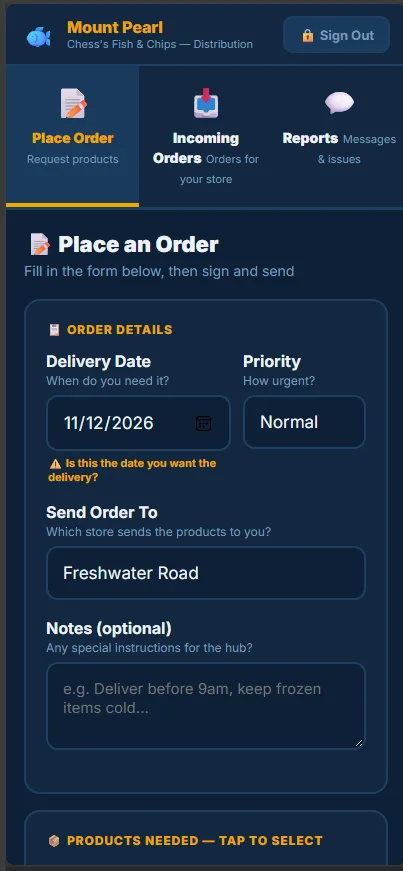 Mount Pearl
Chess's Fish & Chips — Distribution
Sign Out
Place Order
Request products
Incoming
Orders Orders for
your store
Reports Messages
& issues
Place an Order
Fill in the form below, then sign and send
ORDER DETAILS
Delivery Date
When do you need it?
11/12/2026
Is this the date you want the
delivery?
Priority
How urgent?
Normal
Send Order To
Which store sends the products to you?
Freshwater Road
Notes (optional)
Any special instructions for the hub?
e.g. Deliver before 9am, keep frozen
items cold...
PRODUCTS NEEDED — TAP TO SELECT